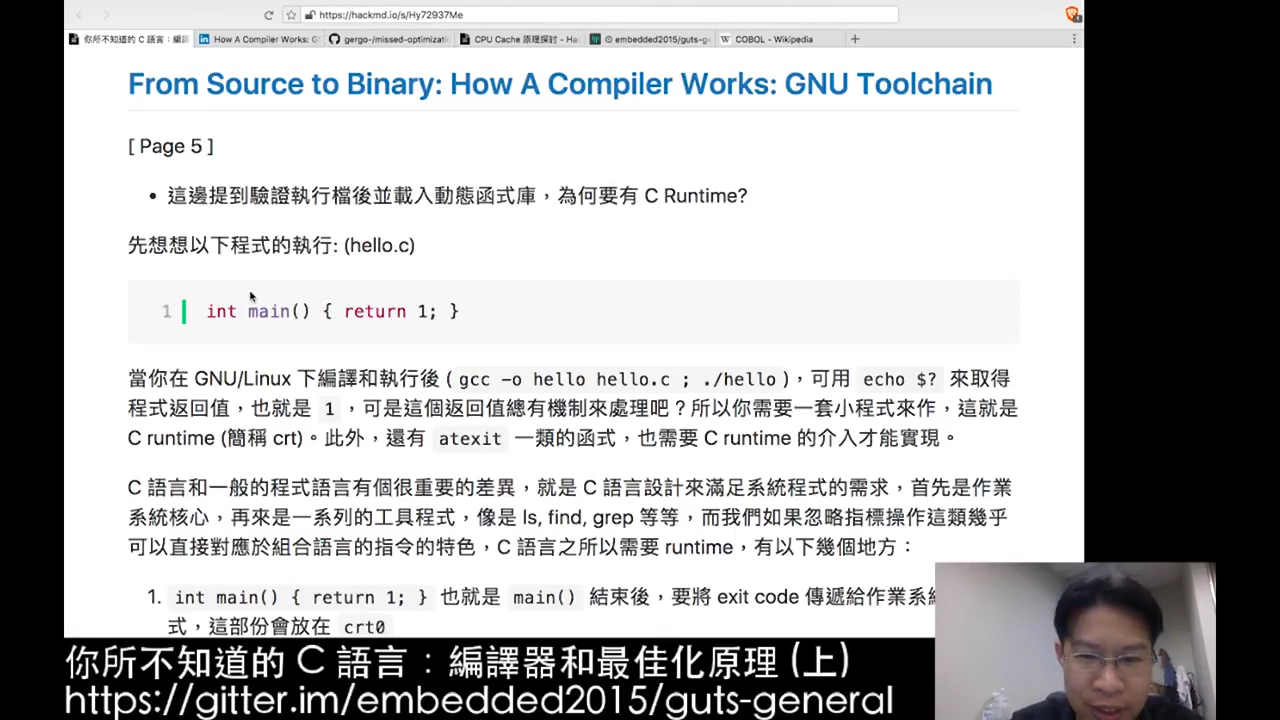 https://hackmd.io/s/Hy72937Me
你所不知道的 C 語言：編譯
How A Compiler Works: G
gergo-/missed-optimizatio
CPU Cache 原理探討 - Ha
embedded2015/guts-ge
COBOL - Wikipedia
From Source to Binary: How A Compiler Works: GNU Toolchain
[ Page 5 ]
• 這邊提到驗證執行檔後並載入動態函式庫，為何要有 C Runtime?
先想想以下程式的執行: (hello.c)
1 int main() { return 1; }
當你在 GNU/Linux 下編譯和執行後 ( gcc -o hello hello.c ; ./hello )，可用 echo $? 來取得
程式返回值，也就是 1 ，可是這個返回值總有機制來處理吧？所以你需要一套小程式來作，這就是
C runtime (簡稱 crt)。此外，還有 atexit 一類的函式，也需要 C runtime 的介入才能實現。
C 語言和一般的程式語言有個很重要的差異，就是 C 語言設計來滿足系統程式的需求，首先是作業
系統核心，再來是一系列的工具程式，像是 ls, find, grep 等等，而我們如果忽略指標操作這類幾乎
可以直接對應於組合語言的指令的特色，C 語言之所以需要 runtime，有以下幾個地方：
1. int main() { return 1; } 也就是 main() 結束後，要將 exit code 傳遞給作業系統
式，這部份會放在 crt0
你所不知道的 C 語言：編譯器和最佳化原理 (上)
https://gitter.im/embedded2015/guts-general